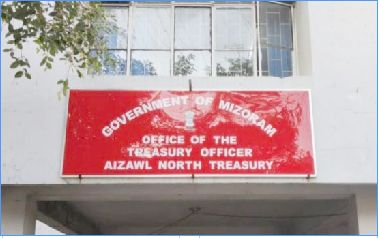 GOVERNMENT OF MIZORAM
OFFICE OF THE
TREASURY OFFICER
AIZAWL NORTH TREASURY